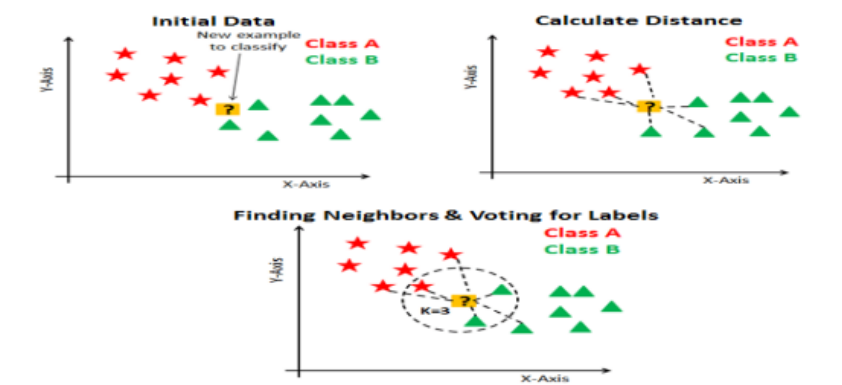 Initial Data
New example
to classify
Class A
Class B
?
Y-Axis
X-Axis
Calculate Distance
Class A
Class B
?
Y-Axis
X-Axis
Finding Neighbors & Voting for Labels
Class A
Class B
?
K=3
Y-Axis
X-Axis